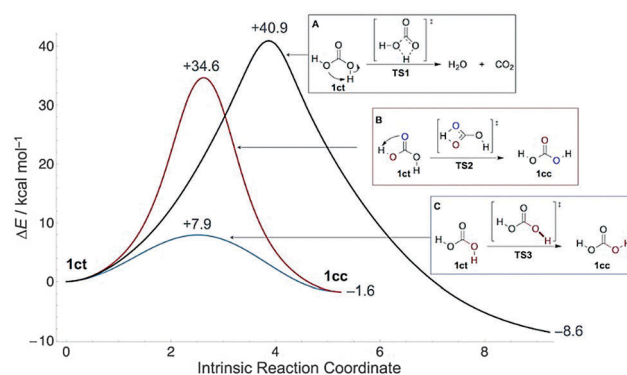 ΔE / kcal mol⁻¹
40
30
20
10
0
−10
0
2
4
6
8
Intrinsic Reaction Coordinate
+40.9
+34.6
+7.9
1ct
1cc
−1.6
−8.6
A
O
HO
O
H
1ct
‡
O
HO
O
H
TS1
H₂O + CO₂
B
O
H
O
O
H
1ct
‡
O
H
O
O
H
TS2
O
H
O
O
H
1cc
C
O
H
O
O
H
1ct
‡
O
H
O
O
H
TS3
O
H
O
O
H
1cc